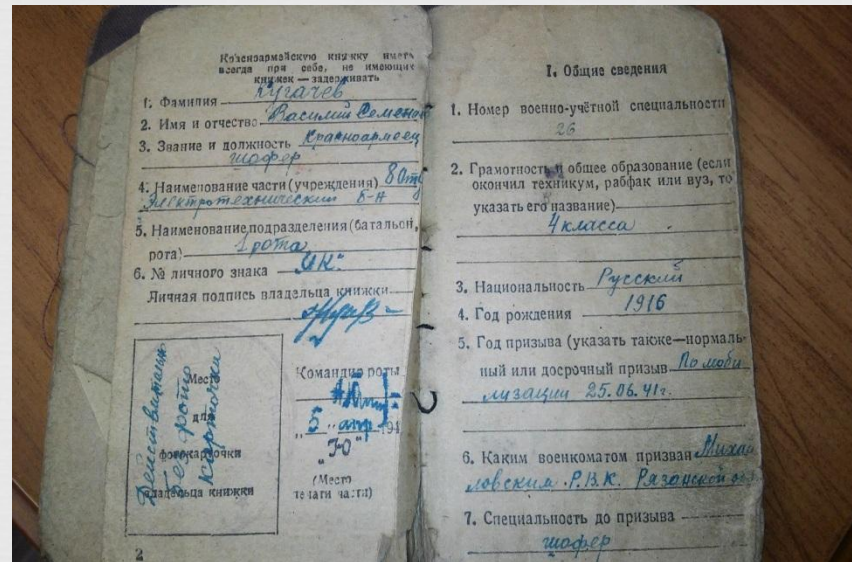 Красноармейскую книжку иметь
всегда при себе, не имеющих
книжек — задерживать
1. Фамилия Кугачев
2. Имя и отчество Василий Семенов
3. Звание и должность Красноармеец
шофер
4. Наименование части (учреждения) 8
Электротехнический б-н
5. Наименование подразделения (батальон,
рота) 1 рота
6. № личного знака
Личная подпись владельца книжки
Место
для
фотокарточки
владельца книжки
Действительна
без фото
карточки
Командир роты
"5" апр 194
"Ю"
(Место
печати части)
2
I. Общие сведения
1. Номер военно-учётной специальности
26
2. Грамотность и общее образование (если
окончил техникум, рабфак или вуз, то
указать его название)
4 класса
3. Национальность Русский
4. Год рождения 1916
5. Год призыва (указать также—нормаль-
ный или досрочный призыв По моби
лизации 25.06.41г.
6. Каким военкоматом призван Михай
ловским Р.В.К. Рязанской
7. Специальность до призыва
шофер